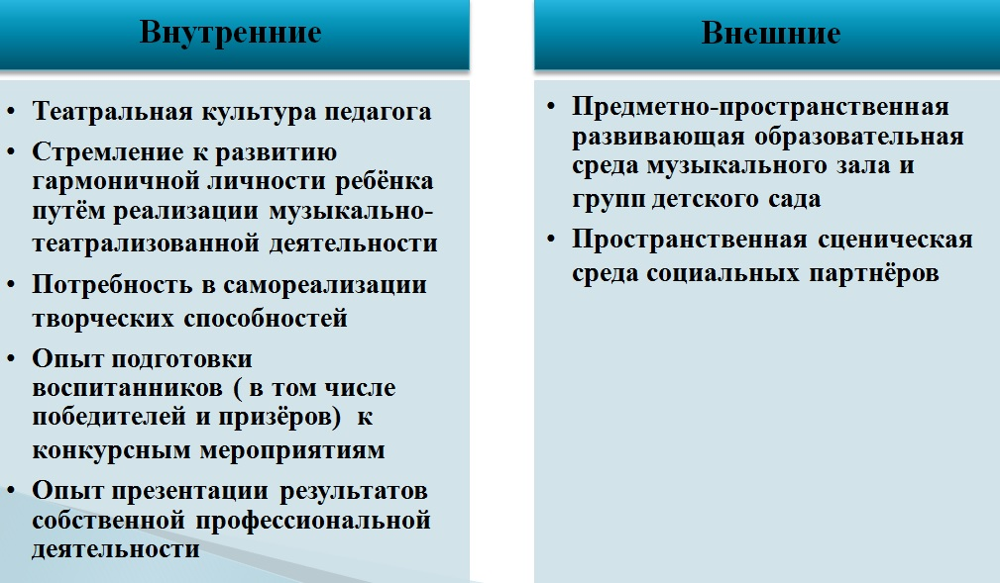 Внутренние
• Театральная культура педагога
• Стремление к развитию
гармоничной личности ребёнка
путём реализации музыкально-
театрализованной деятельности
• Потребность в самореализации
творческих способностей
• Опыт подготовки
воспитанников ( в том числе
победителей и призёров) к
конкурсным мероприятиям
• Опыт презентации результатов
собственной профессиональной
деятельности
Внешние
• Предметно-пространственная
развивающая образовательная
среда музыкального зала и
групп детского сада
• Пространственная сценическая
среда социальных партнёров